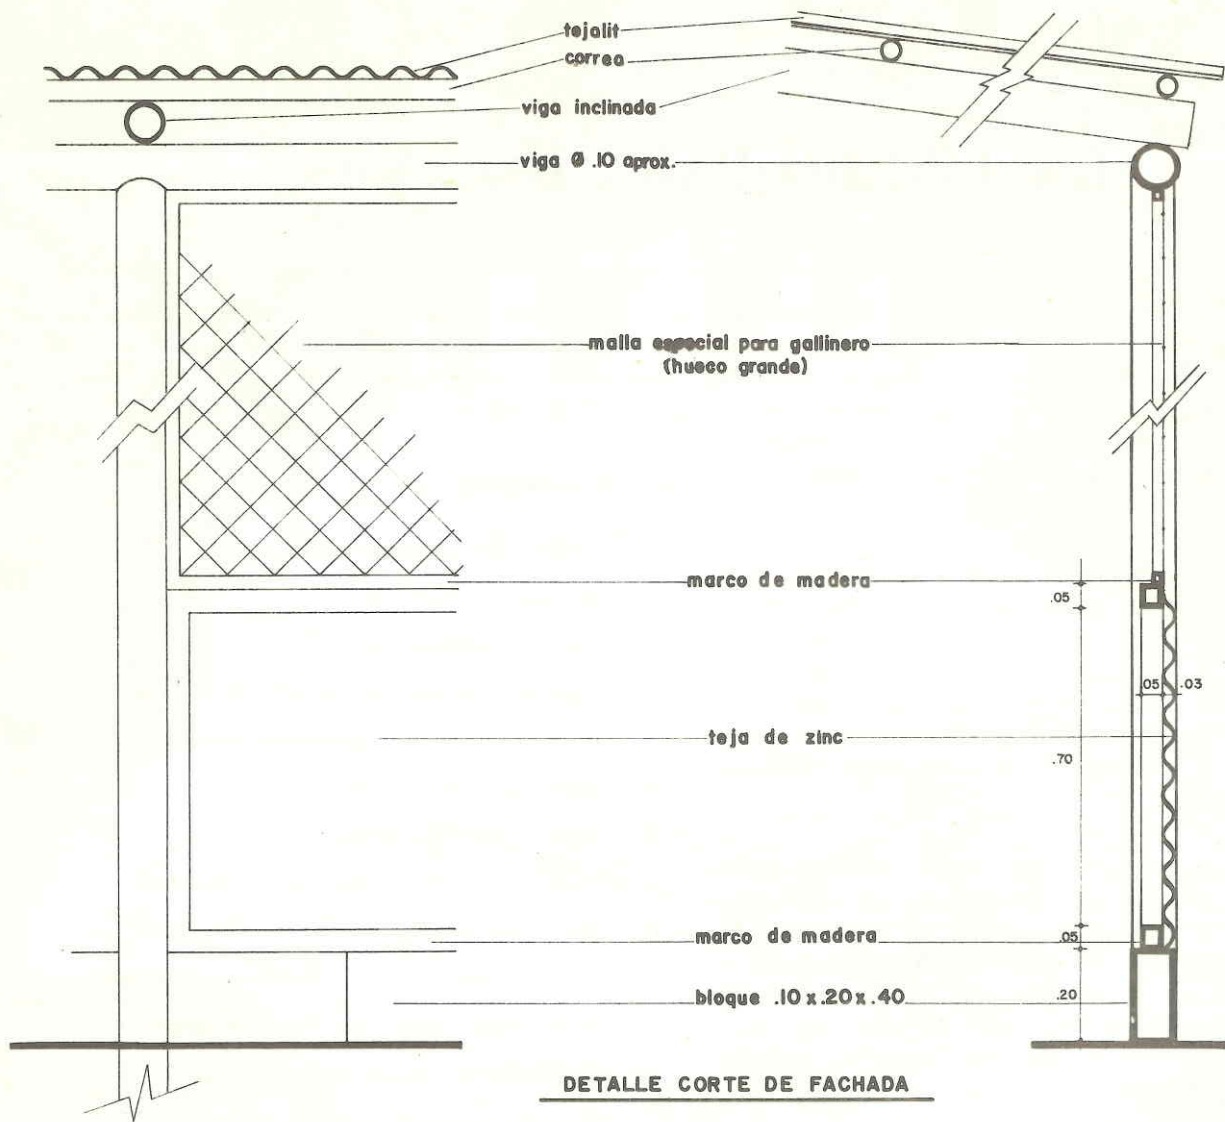 tejalit
correa
viga inclinada
viga Ø .10 aprox.
malla especial para gallinero
(hueco grande)
marco de madera
.05
.05
.03
teja de zinc
.70
marco de madera
.05
bloque .10 x .20 x .40
.20
DETALLE CORTE DE FACHADA